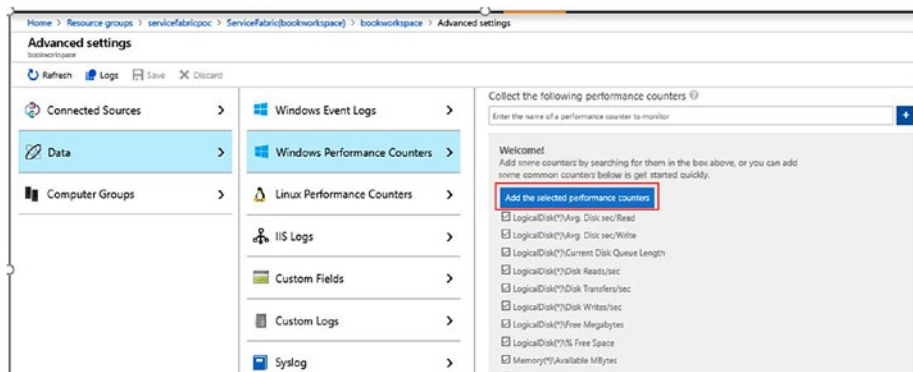 Home > Resource groups > servicefabricpoc > ServiceFabric(bookworkspace) > bookworkspace > Advanced settings
Advanced settings
bookworkspace
Refresh Logs Save Discard
Connected Sources >
Data >
Computer Groups >
Windows Event Logs >
Windows Performance Counters >
Linux Performance Counters >
IIS Logs >
Custom Fields >
Custom Logs >
Syslog >
Collect the following performance counters
Enter the name of a performance counter to monitor
+
Welcome!
Add some counters by searching for them in the box above, or you can add
some common counters below is get started quickly.
Add the selected performance counters
LogicalDisk(*)\Avg. Disk sec/Read
LogicalDisk(*)\Avg. Disk sec/Write
LogicalDisk(*)\Current Disk Queue Length
LogicalDisk(*)\Disk Reads/sec
LogicalDisk(*)\Disk Transfers/sec
LogicalDisk(*)\Disk Writes/sec
LogicalDisk(*)\Free Megabytes
LogicalDisk(*)\% Free Space
Memory(*)\Available MBytes